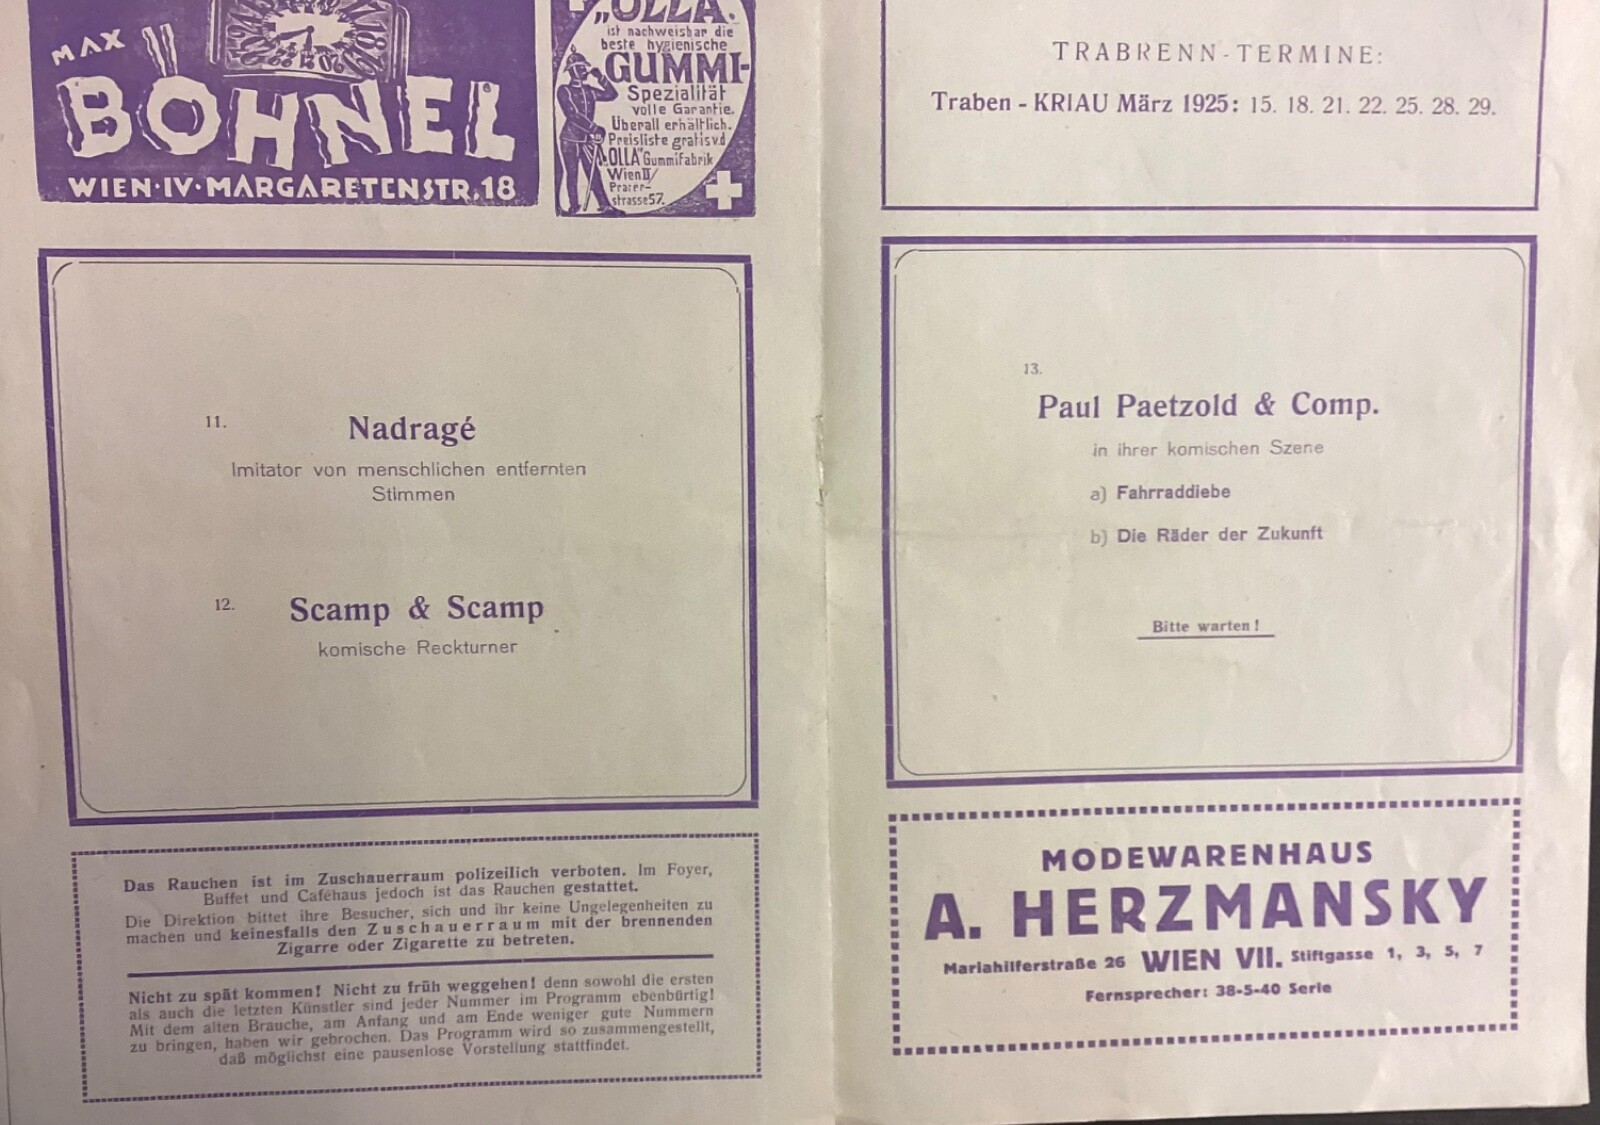 MAX
BÖHNEL
WIEN·IV·MARGARETENSTR.18
„OLLA"
ist nachweisbar die
beste hygienische
GUMMI-
Spezialität
volle Garantie.
Überall erhältlich.
Preisliste gratis v.d.
„OLLA" Gummifabrik
Wien II/
Prater-
strasse 57.
11.
Nadragé
Imitator von menschlichen entfernten
Stimmen
12.
Scamp & Scamp
komische Reckturner
Das Rauchen ist im Zuschauerraum polizeilich verboten. Im Foyer,
Buffet und Caféhaus jedoch ist das Rauchen gestattet.
Die Direktion bittet ihre Besucher, sich und ihr keine Ungelegenheiten zu
machen und keinesfalls den Zuschauerraum mit der brennenden
Zigarre oder Zigarette zu betreten.
Nicht zu spät kommen! Nicht zu früh weggehen! denn sowohl die ersten
als auch die letzten Künstler sind jeder Nummer im Programm ebenbürtig!
Mit dem alten Brauche, am Anfang und am Ende weniger gute Nummern
zu bringen, haben wir gebrochen. Das Programm wird so zusammengestellt,
daß möglichst eine pausenlose Vorstellung stattfindet.
TRABRENN-TERMINE:
Traben - KRIAU März 1925: 15. 18. 21. 22. 25. 28. 29.
13.
Paul Paetzold & Comp.
in ihrer komischen Szene
a) Fahrraddiebe
b) Die Räder der Zukunft
Bitte warten!
MODEWARENHAUS
A. HERZMANSKY
Mariahilferstraße 26 WIEN VII. Stiftgasse 1, 3, 5, 7
Fernsprecher: 38-5-40 Serie